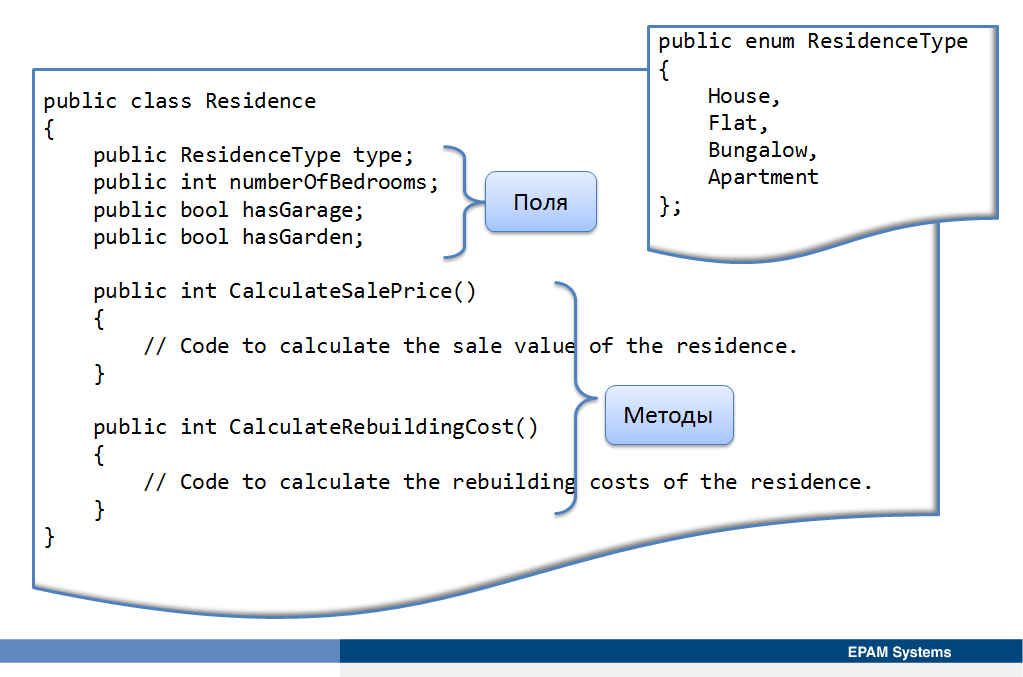 public enum ResidenceType
{
House,
Flat,
Bungalow,
Apartment
};
public class Residence
{
public ResidenceType type;
public int numberOfBedrooms;
public bool hasGarage;
public bool hasGarden;
Поля
public int CalculateSalePrice()
{
// Code to calculate the sale value of the residence.
}
Методы
public int CalculateRebuildingCost()
{
// Code to calculate the rebuilding costs of the residence.
}
}
EPAM Systems